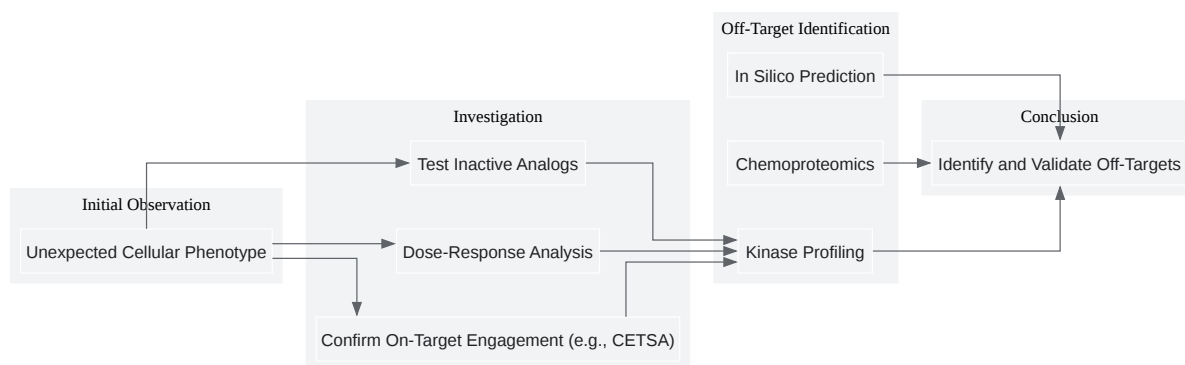 Initial Observation
Unexpected Cellular Phenotype
Investigation
Test Inactive Analogs
Dose-Response Analysis
Confirm On-Target Engagement (e.g., CETSA)
Off-Target Identification
In Silico Prediction
Chemoproteomics
Kinase Profiling
Conclusion
Identify and Validate Off-Targets